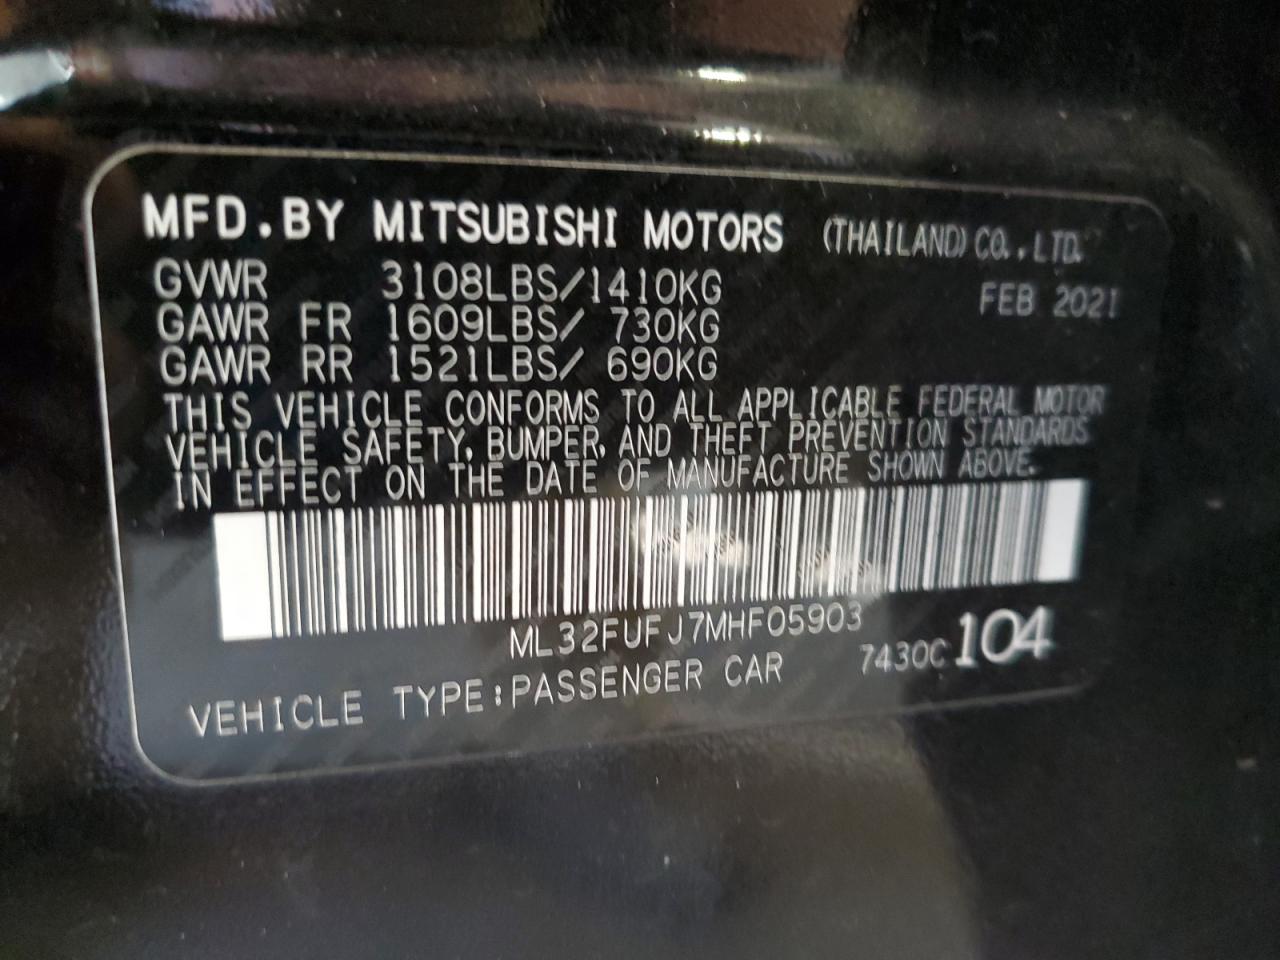 MFD.BY MITSUBISHI MOTORS (THAILAND) CO.,LTD.
GVWR 3108LBS/1410KG FEB 2021
GAWR FR 1609LBS/ 730KG
GAWR RR 1521LBS/ 690KG
THIS VEHICLE CONFORMS TO ALL APPLICABLE FEDERAL MOTOR
VEHICLE SAFETY, BUMPER, AND THEFT PREVENTION STANDARDS
IN EFFECT ON THE DATE OF MANUFACTURE SHOWN ABOVE.
ML32FUFJ7MHF05903
VEHICLE TYPE:PASSENGER CAR 7430C 104